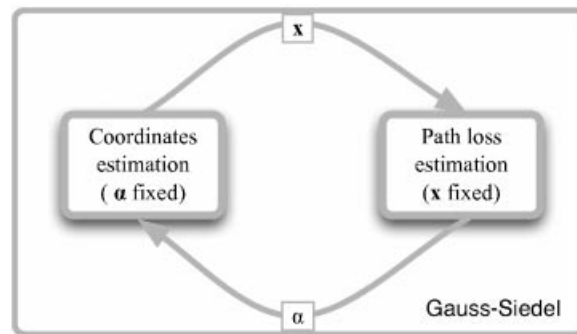 x
Coordinates
estimation
( α fixed)
Path loss
estimation
(x fixed)
α
Gauss-Siedel